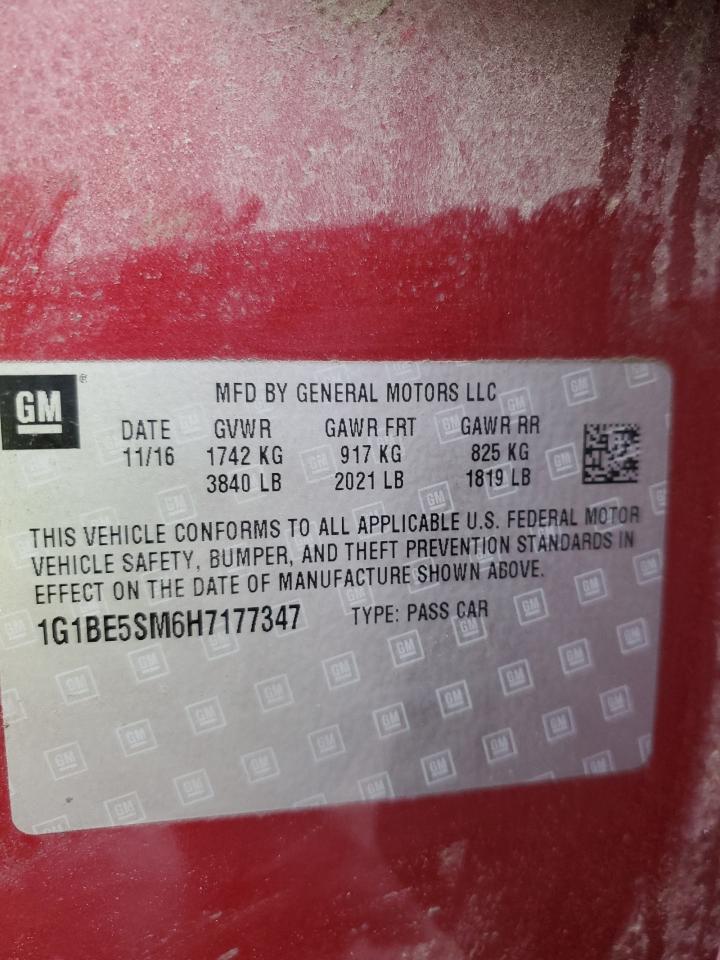 GM
MFD BY GENERAL MOTORS LLC
DATE GVWR GAWR FRT GAWR RR
11/16 1742 KG 917 KG 825 KG
3840 LB 2021 LB 1819 LB
THIS VEHICLE CONFORMS TO ALL APPLICABLE U.S. FEDERAL MOTOR
VEHICLE SAFETY, BUMPER, AND THEFT PREVENTION STANDARDS IN
EFFECT ON THE DATE OF MANUFACTURE SHOWN ABOVE.
1G1BE5SM6H7177347 TYPE: PASS CAR